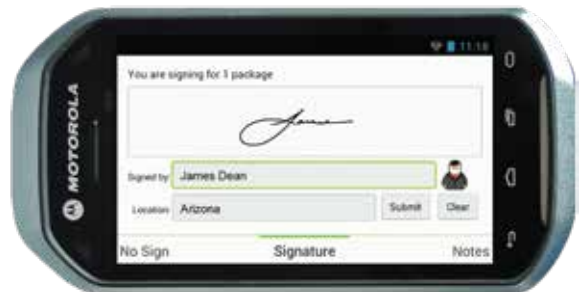 11:18
You are signing for 1 package
Signed by James Dean
Location Arizona Submit Clear
No Sign Signature Notes
MOTOROLA